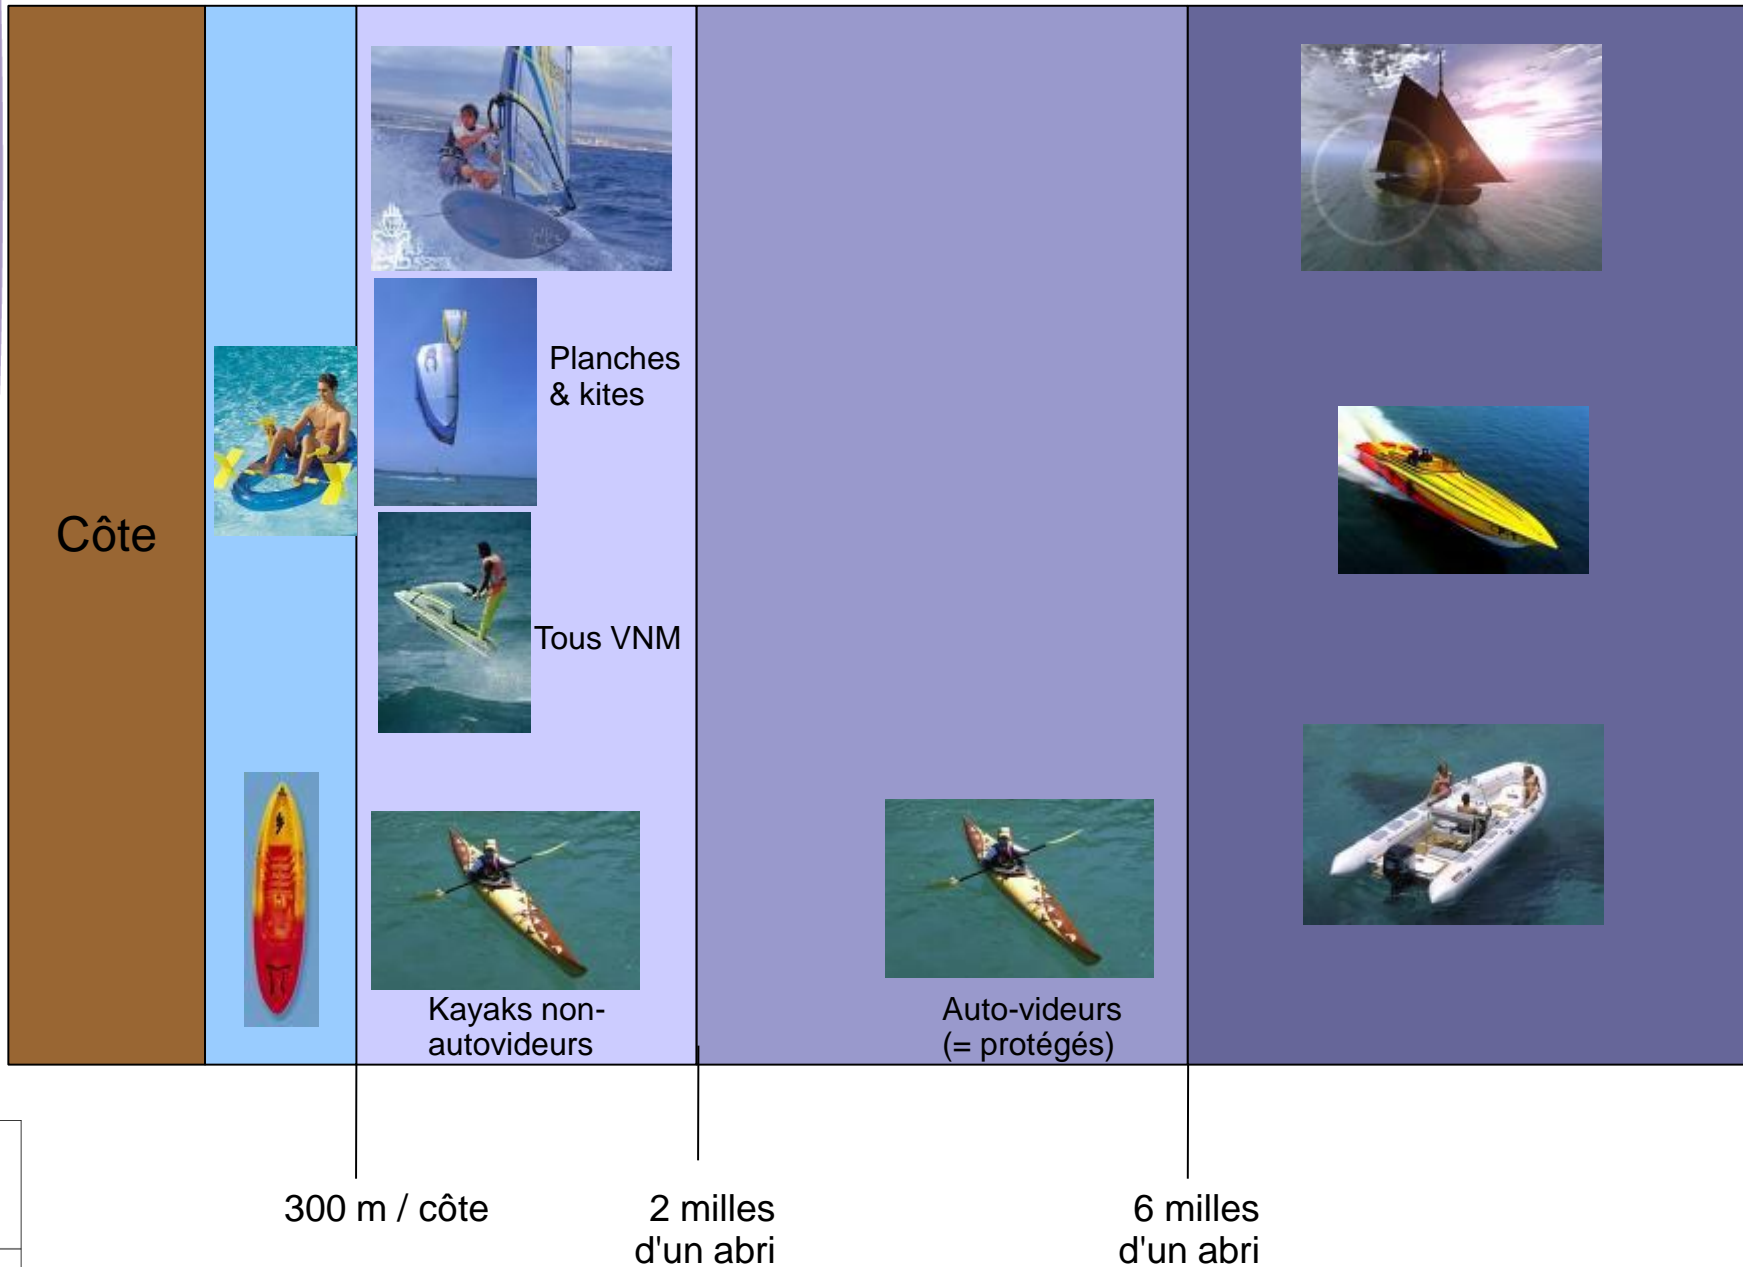 Côte
Planches
& kites
Tous VNM
Kayaks non-
autovideurs
Auto-videurs
(= protégés)
300 m / côte
2 milles
d'un abri
6 milles
d'un abri